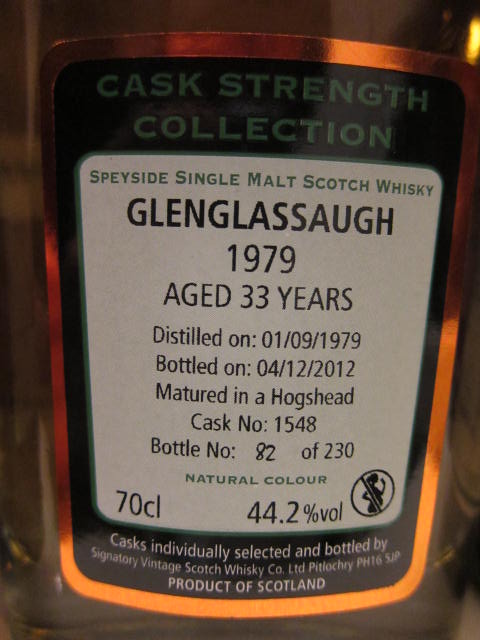 CASK STRENGTH
COLLECTION
SPEYSIDE SINGLE MALT SCOTCH WHISKY
GLENGLASSAUGH
1979
AGED 33 YEARS
Distilled on: 01/09/1979
Bottled on: 04/12/2012
Matured in a Hogshead
Cask No: 1548
Bottle No: 82 of 230
NATURAL COLOUR
70cl 44.2%vol
Casks individually selected and bottled by
Signatory Vintage Scotch Whisky Co. Ltd Pitlochry PH16 5JP
PRODUCT OF SCOTLAND